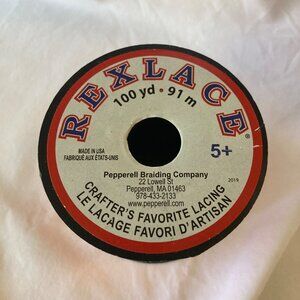 REXLACE®
100 yd • 91 m
MADE IN USA
FABRIQUÉ AUX ÉTATS-UNIS
5+
Pepperell Braiding Company
22 Lowell St
Pepperell, MA 01463
978-433-2133
www.pepperell.com
2019
CRAFTER'S FAVORITE LACING
LE LAÇAGE FAVORI D'ARTISAN